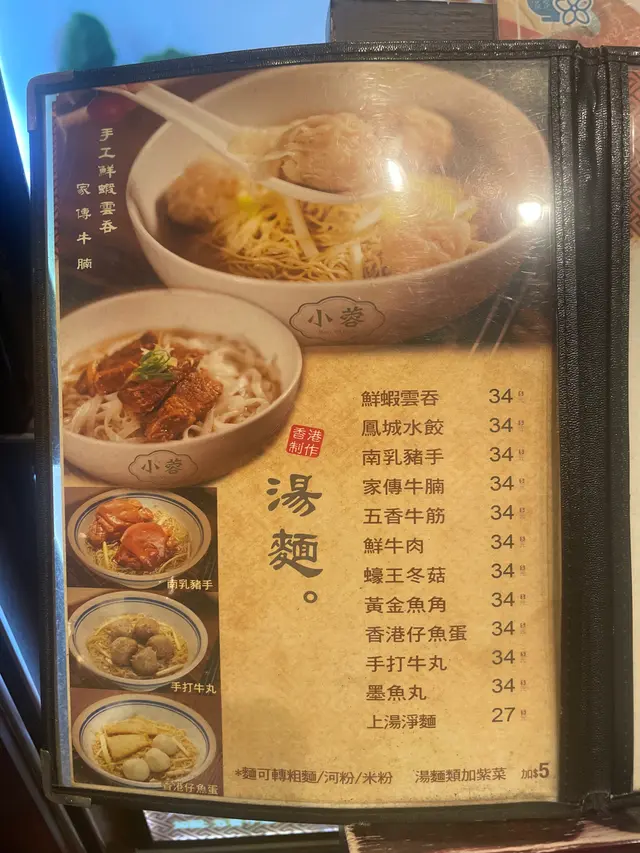 手工鮮蝦雲吞
家傳牛腩
小蓉
小蓉
香港
制作
湯麵。
鮮蝦雲吞 34
鳳城水餃 34
南乳豬手 34
家傳牛腩 34
五香牛筋 34
鮮牛肉 34
蠔王冬菇 34
黃金魚角 34
香港仔魚蛋 34
手打牛丸 34
墨魚丸 34
上湯淨麵 27
南乳豬手
手打牛丸
香港仔魚蛋
*麵可轉粗麵/河粉/米粉 湯麵類加紫菜 加$5